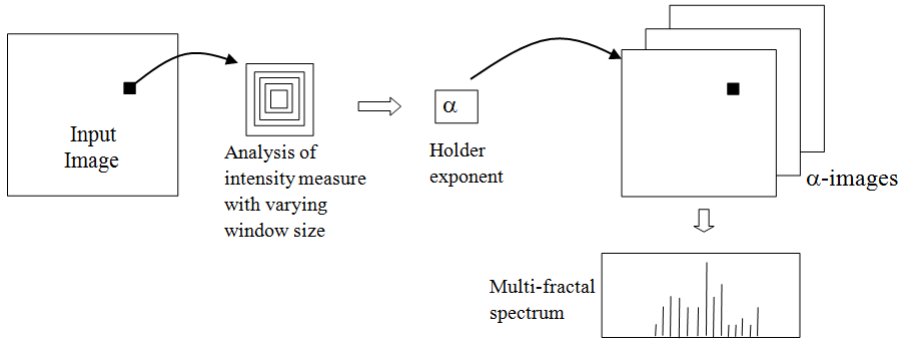 Input
Image
Analysis of
intensity measure
with varying
window size
α
Holder
exponent
α-images
Multi-fractal
spectrum